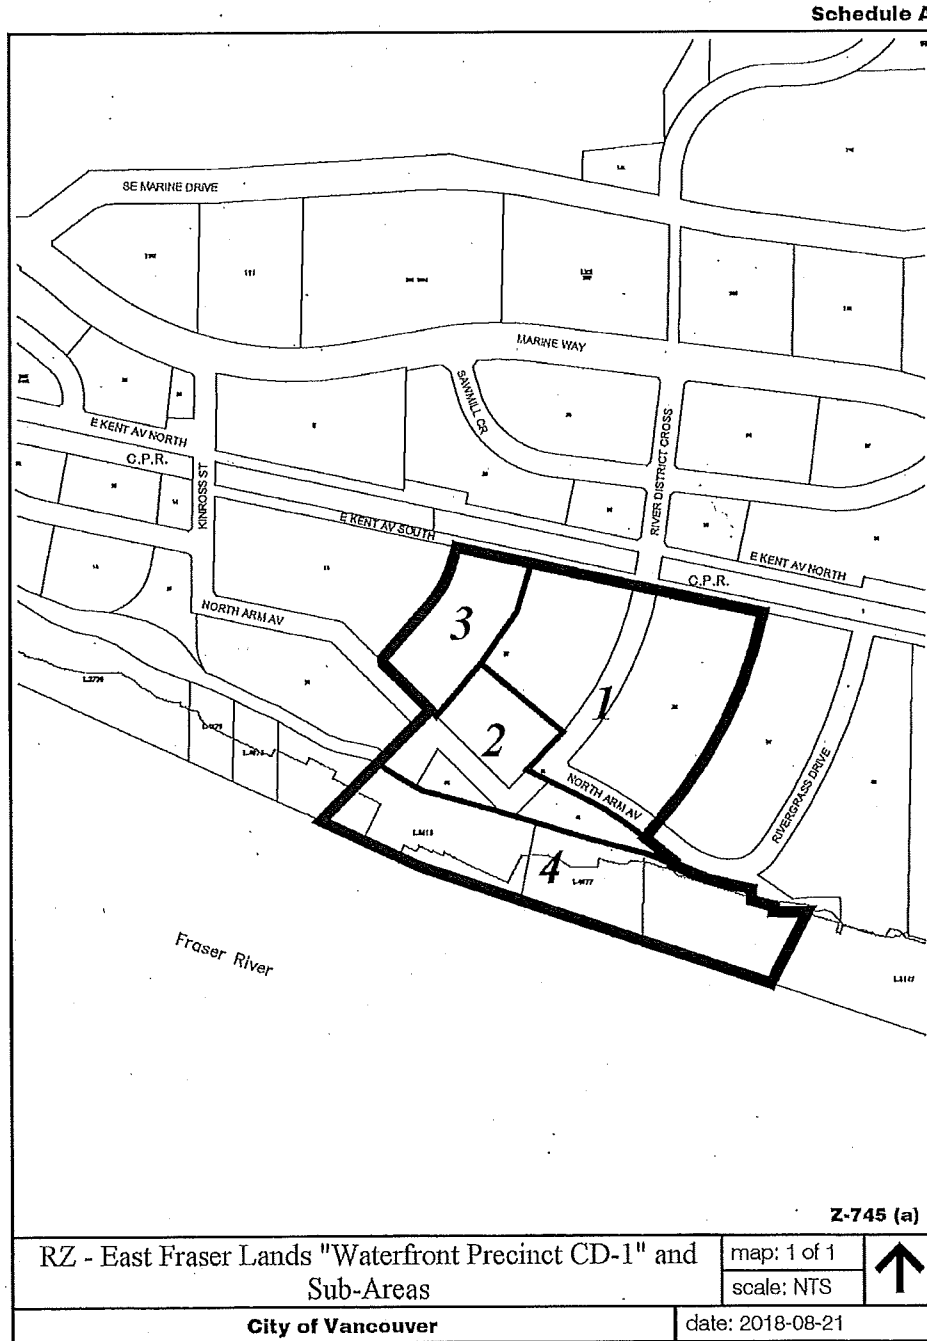 Schedule A
SE MARINE DRIVE
MARINE WAY
SAWMILL CR
RIVER DISTRICT CROSS
E KENT AV NORTH
C.P.R.
KINROSS ST
E KENT AV SOUTH
E KENT AV NORTH
C.P.R.
NORTH ARM AV
3
1
2
NORTH ARM AV
RIVERGRASS DRIVE
4
Fraser River
Z-745 (a)
RZ - East Fraser Lands "Waterfront Precinct CD-1" and
Sub-Areas
map: 1 of 1
scale: NTS
City of Vancouver
date: 2018-08-21